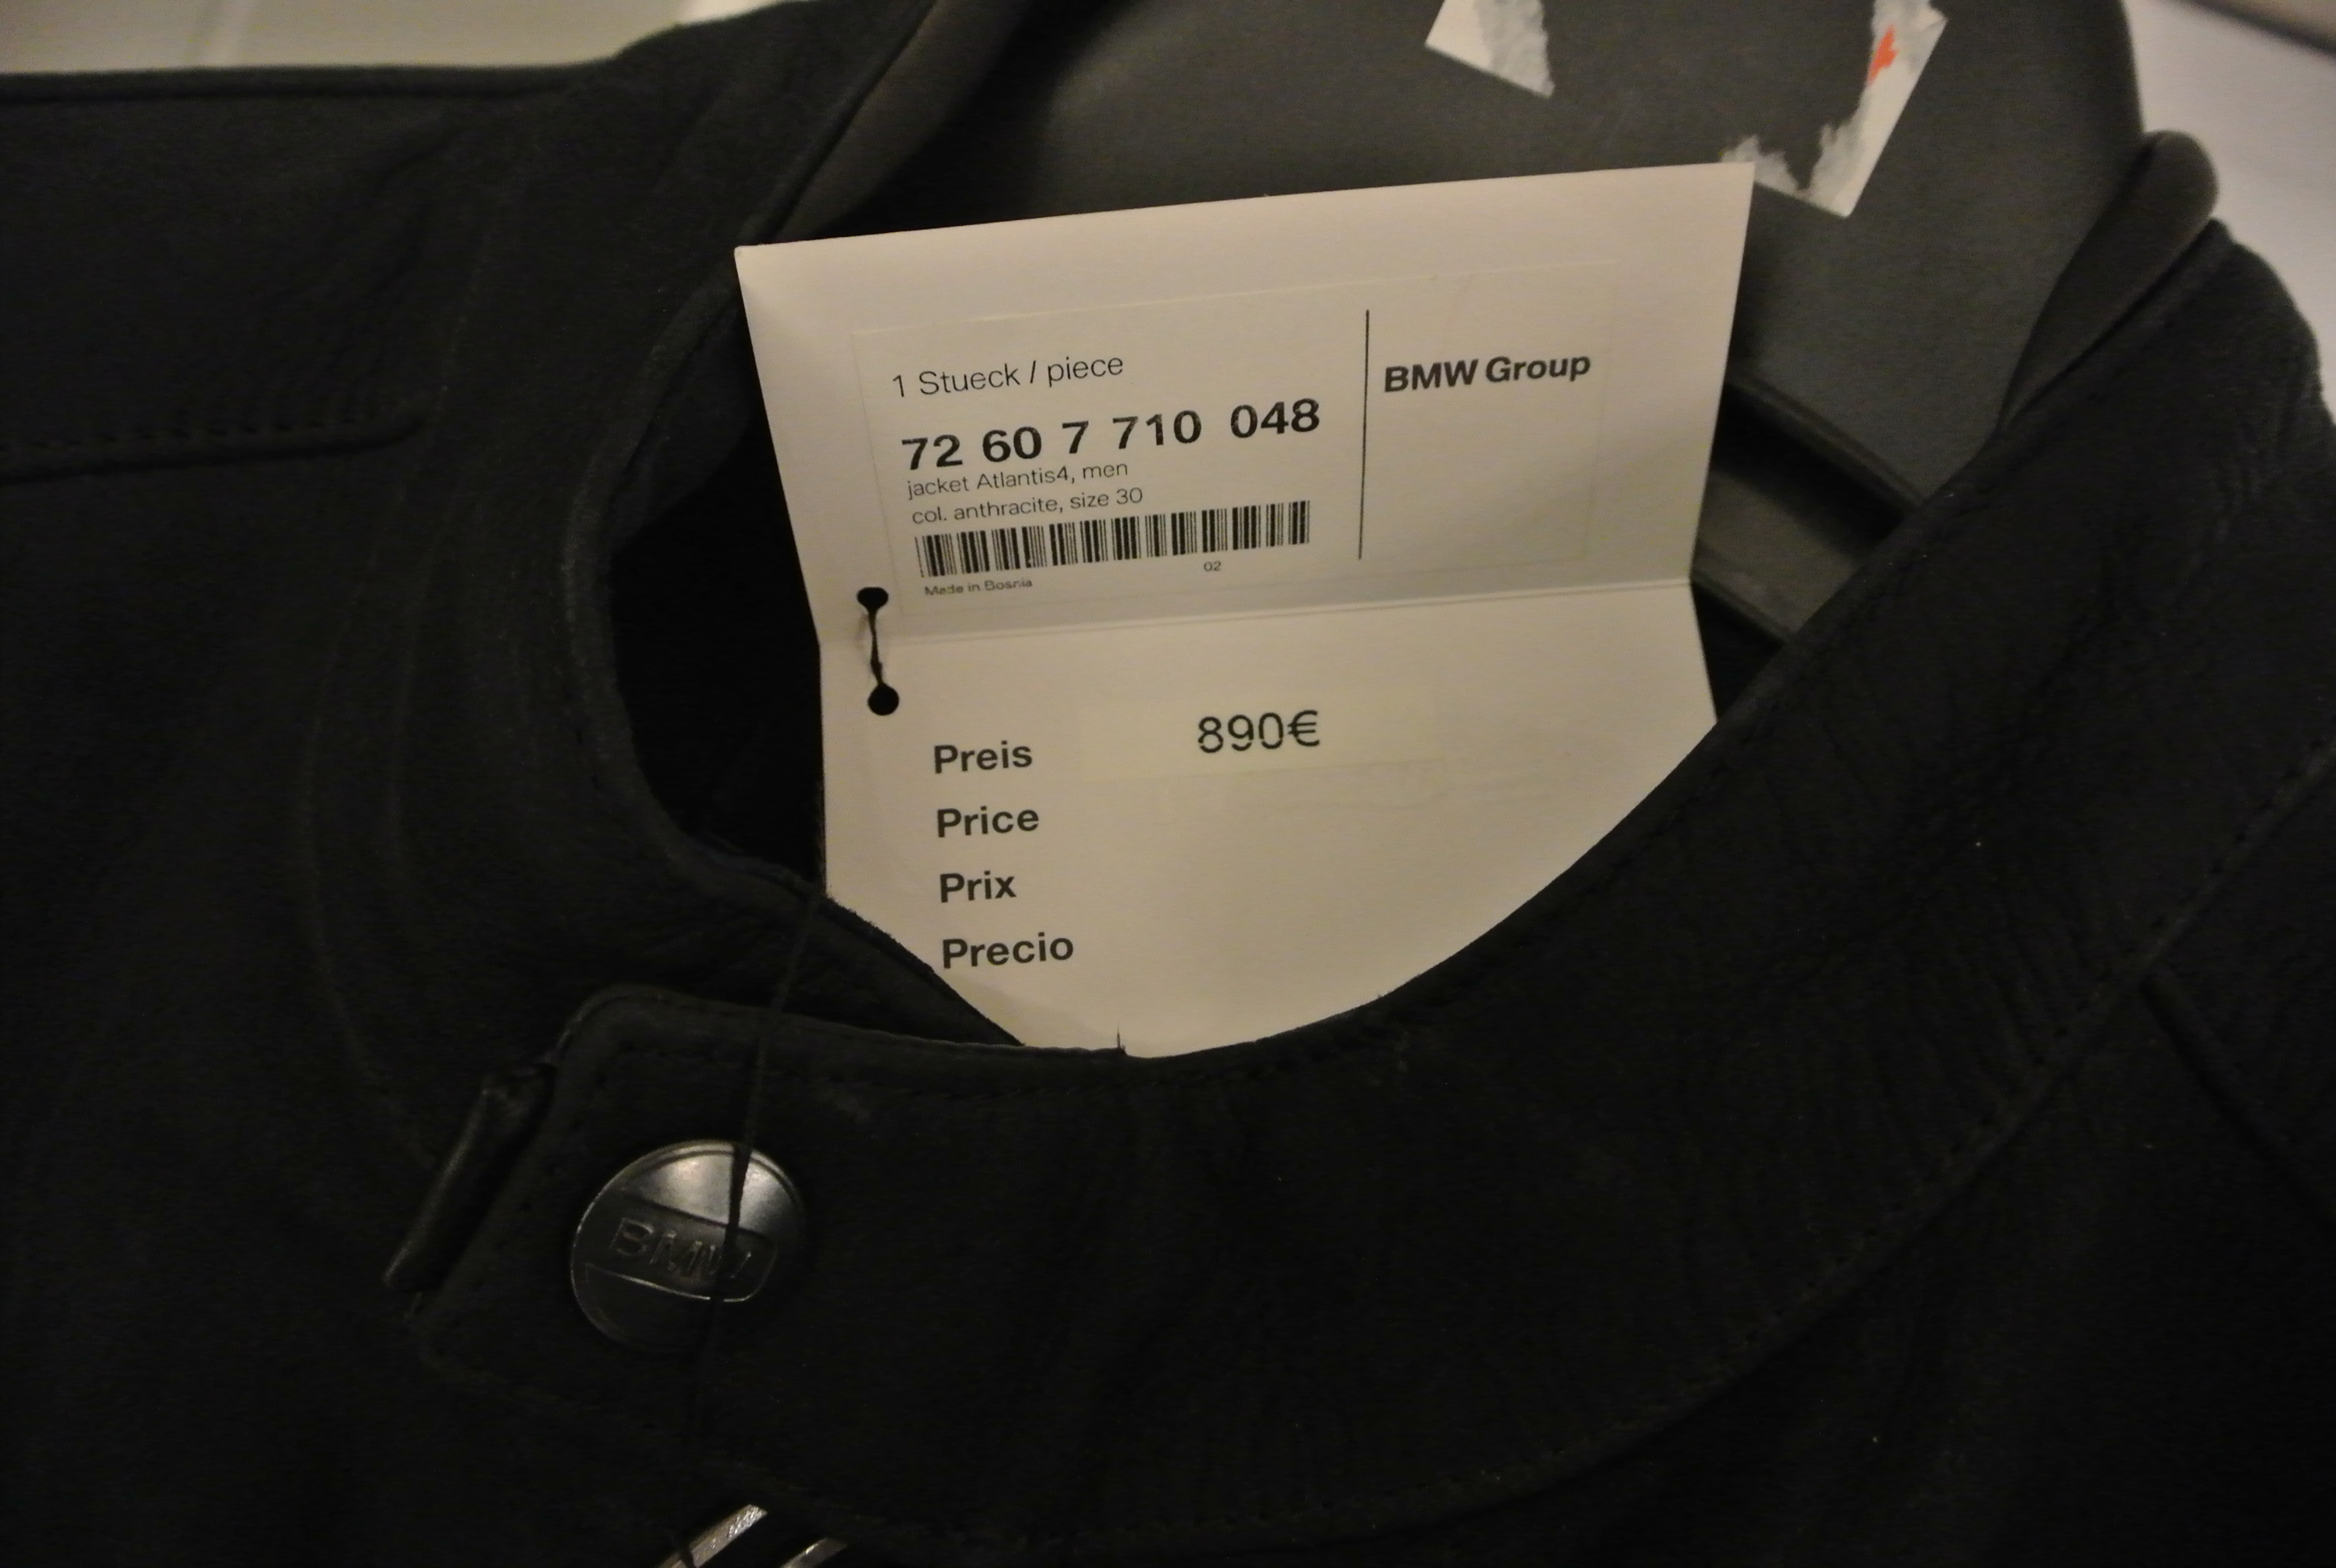 1 Stueck / piece
72 60 7 710 048
jacket Atlantis4, men
col. anthracite, size 30
02
Made in Bosnia
BMW Group
Preis 890€
Price
Prix
Precio
BMW